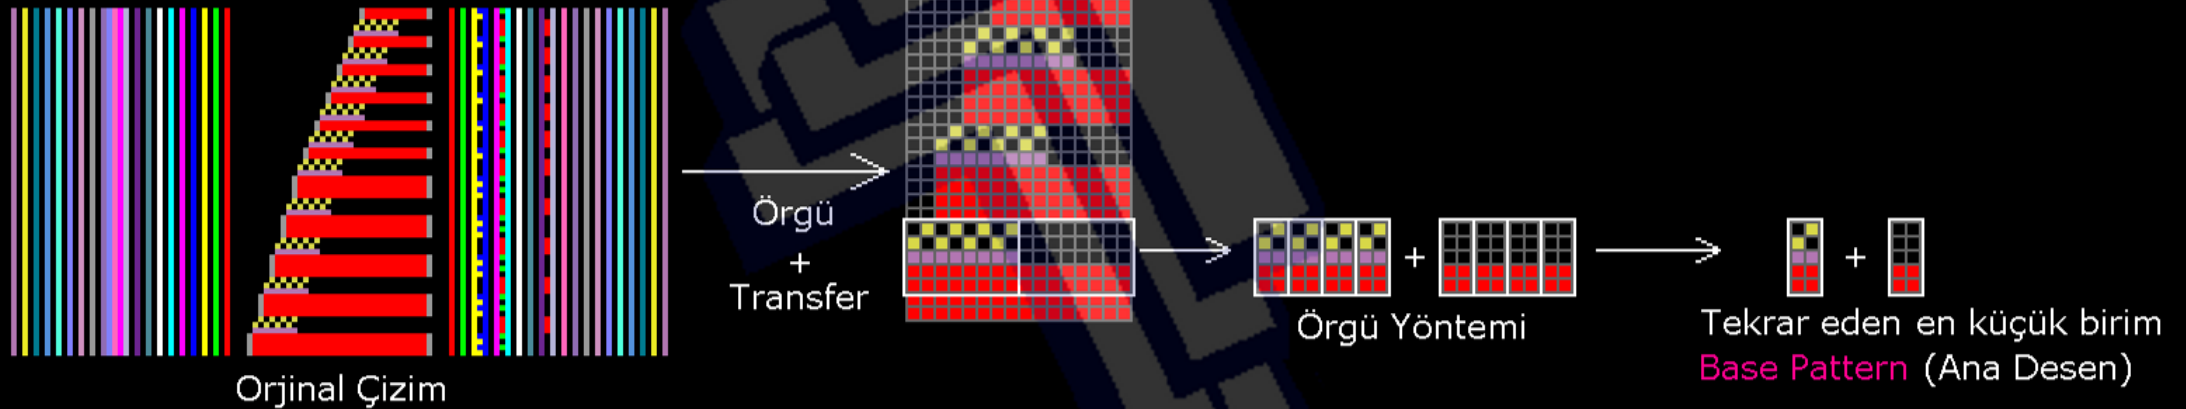 Orjinal Çizim
Örgü
+
Transfer
+
Örgü Yöntemi
+
Tekrar eden en küçük birim
Base Pattern (Ana Desen)